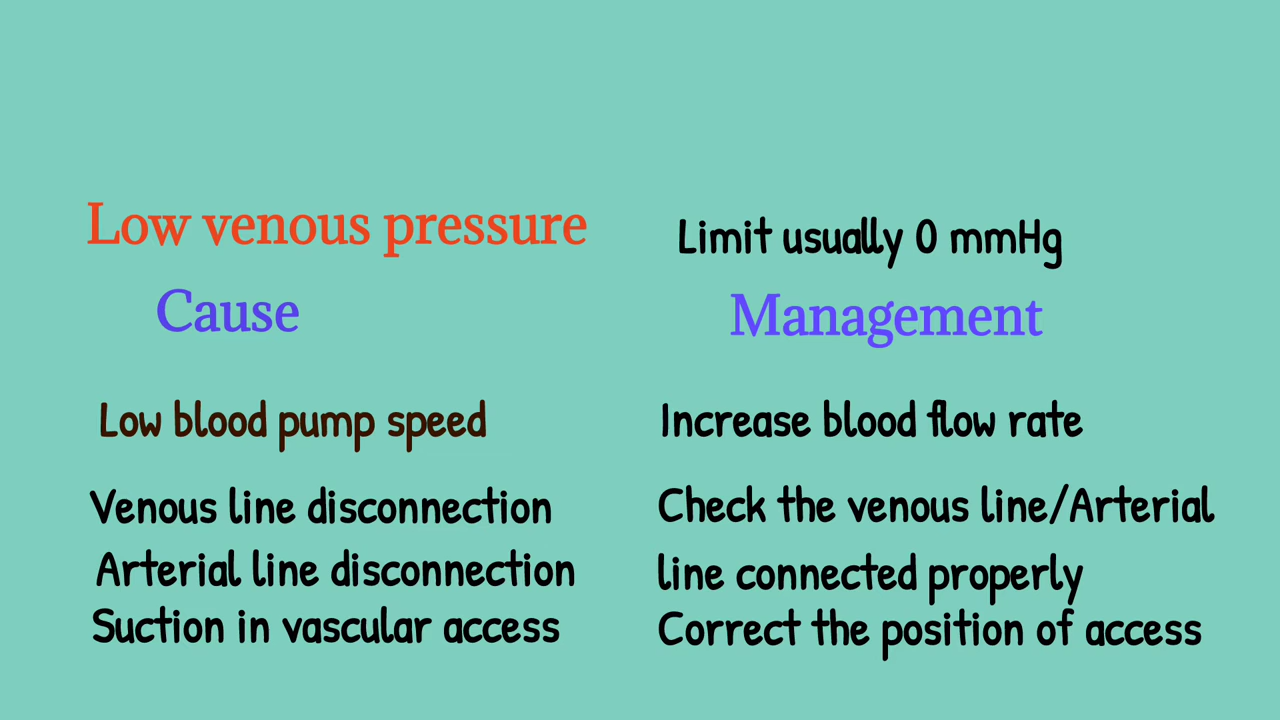 Low venous pressure
Limit usually 0 mmHg
Cause
Management
Low blood pump speed
Increase blood flow rate
Venous line disconnection
Check the venous line/Arterial
Arterial line disconnection
line connected properly
Suction in vascular access
Correct the position of access